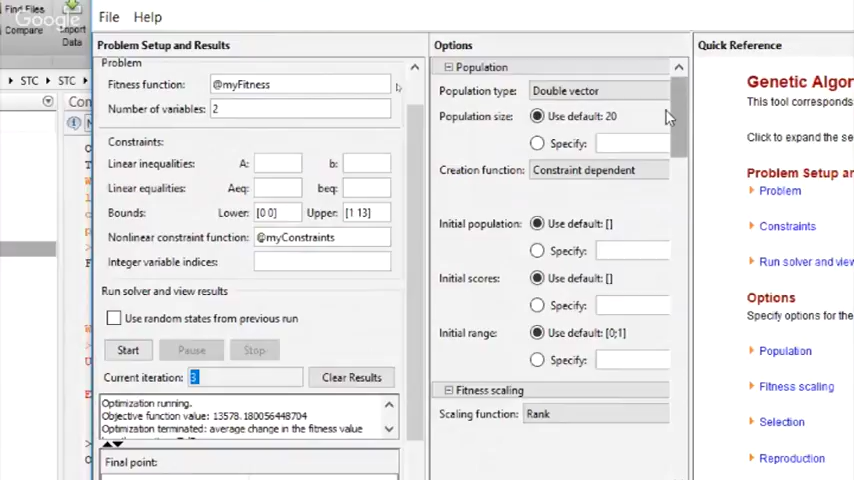 Google
Find Files
Compare
Import
Data
STC
STC
Con
File Help
Problem Setup and Results
Problem
Fitness function: @myFitness
Number of variables: 2
Constraints:
Linear inequalities: A: b:
Linear equalities: Aeq: beq:
Bounds: Lower: [0 0] Upper: [1 13]
Nonlinear constraint function: @myConstraints
Integer variable indices:
Run solver and view results
Use random states from previous run
Start Pause Stop
Current iteration: 3 Clear Results
Optimization running.
Objective function value: 13578.180056448704
Optimization terminated: average change in the fitness value
Final point:
Options
Population
Population type: Double vector
Population size: Use default: 20
Specify:
Creation function: Constraint dependent
Initial population: Use default: []
Specify:
Initial scores: Use default: []
Specify:
Initial range: Use default: [0;1]
Specify:
Fitness scaling
Scaling function: Rank
Quick Reference
Genetic Algor
This tool corresponds
Click to expand the se
Problem Setup a
Problem
Constraints
Run solver and view
Options
Specify options for the
Population
Fitness scaling
Selection
Reproduction